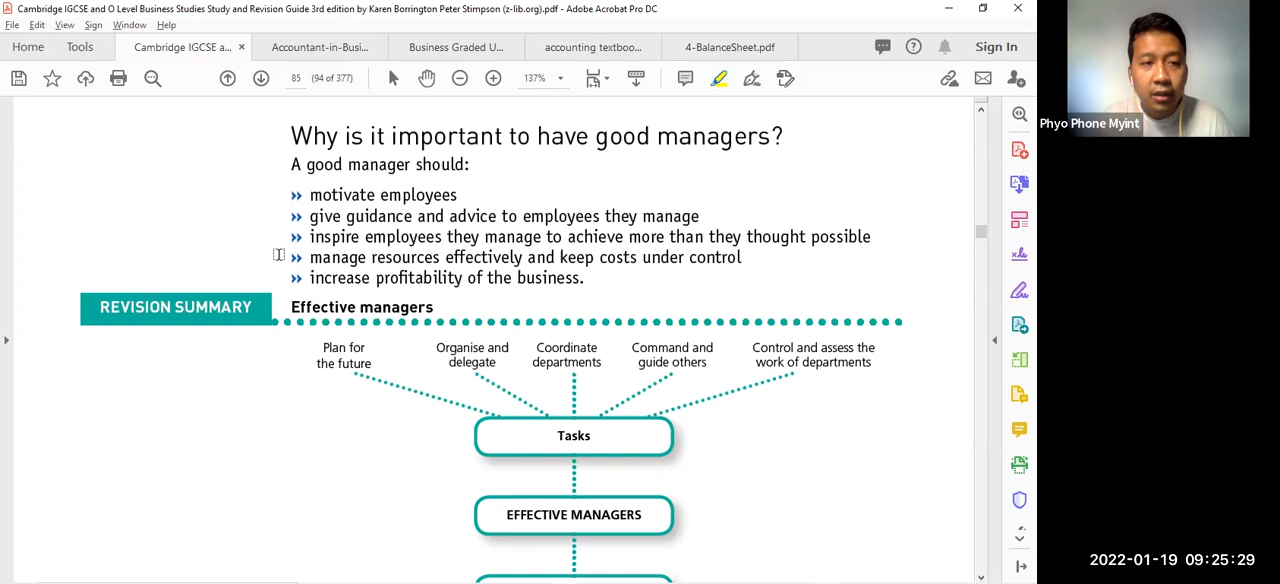 Cambridge IGCSE and O Level Business Studies Study and Revision Guide 3rd edition by Karen Borrington Peter Stimpson (z-lib.org).pdf - Adobe Acrobat Pro DC
File Edit View Sign Window Help
Home Tools Cambridge IGCSE a... × Accountant-in-Busi... Business Graded U... accounting textboo... 4-BalanceSheet.pdf Sign In
85 (94 of 377) 137%
Phyo Phone Myint
Why is it important to have good managers?
A good manager should:
» motivate employees
» give guidance and advice to employees they manage
» inspire employees they manage to achieve more than they thought possible
» manage resources effectively and keep costs under control
» increase profitability of the business.
REVISION SUMMARY Effective managers
Plan for
the future
Organise and
delegate
Coordinate
departments
Command and
guide others
Control and assess the
work of departments
Tasks
EFFECTIVE MANAGERS
2022-01-19 09:25:29